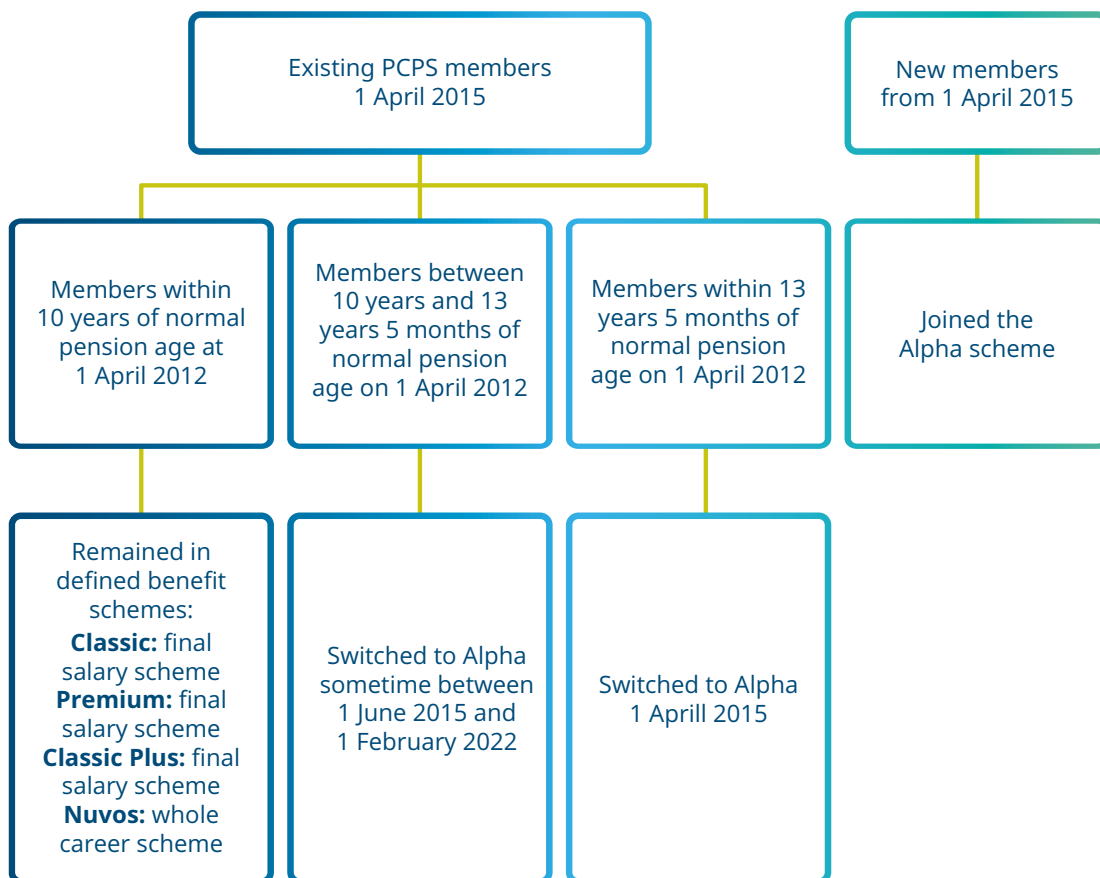 Existing PCPS members
1 April 2015
New members
from 1 April 2015
Members within
10 years of normal
pension age at
1 April 2012
Members between
10 years and 13
years 5 months of
normal pension
age on 1 April 2012
Members within 13
years 5 months of
normal pension
age on 1 April 2012
Joined the
Alpha scheme
Remained in
defined benefit
schemes:
Classic: final
salary scheme
Premium: final
salary scheme
Classic Plus: final
salary scheme
Nuvos: whole
career scheme
Switched to Alpha
sometime between
1 June 2015 and
1 February 2022
Switched to Alpha
1 Aprill 2015